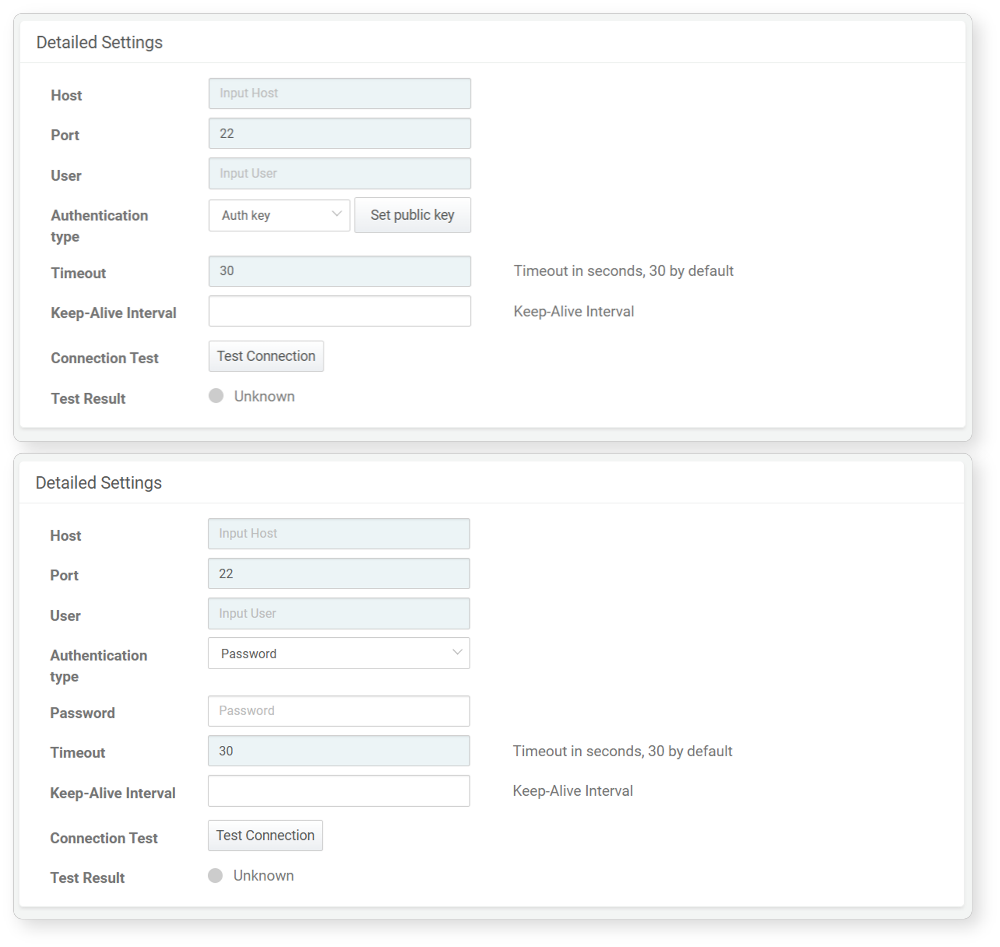 Detailed Settings
Host
Input Host
Port
22
User
Input User
Authentication
type
Auth key
Set public key
Timeout
30
Timeout in seconds, 30 by default
Keep-Alive Interval
Keep-Alive Interval
Connection Test
Test Connection
Test Result
Unknown
Detailed Settings
Host
Input Host
Port
22
User
Input User
Authentication
type
Password
Password
Password
Timeout
30
Timeout in seconds, 30 by default
Keep-Alive Interval
Keep-Alive Interval
Connection Test
Test Connection
Test Result
Unknown